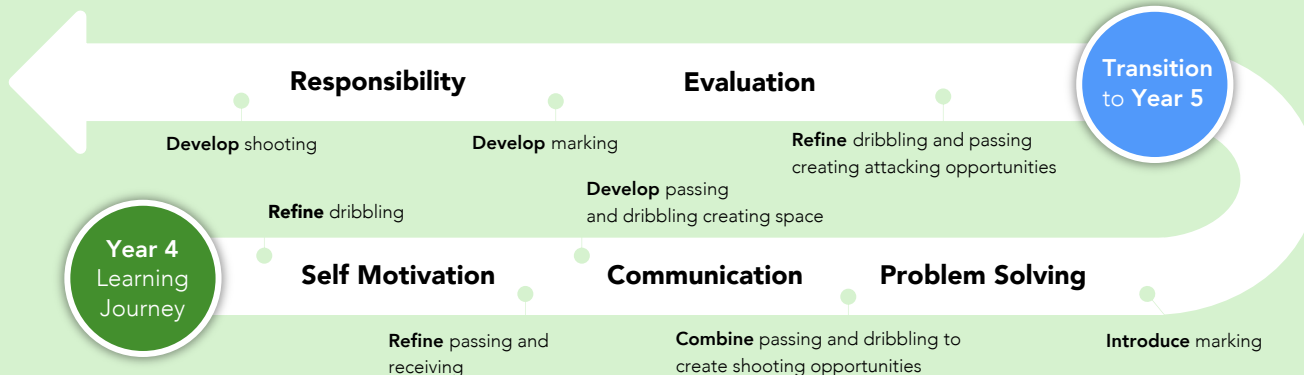 Responsibility
Evaluation
Transition
to Year 5
Develop shooting
Develop marking
Refine dribbling and passing
creating attacking opportunities
Refine dribbling
Develop passing
and dribbling creating space
Year 4
Learning
Journey
Self Motivation
Communication
Problem Solving
Refine passing and
receiving
Combine passing and dribbling to
create shooting opportunities
Introduce marking